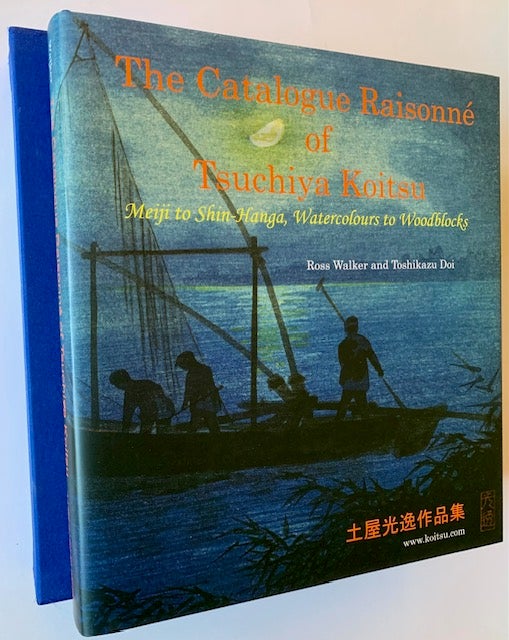 The Catalogue Raisonné
of
Tsuchiya Koitsu
Meiji to Shin-Hanga, Watercolours to Woodblocks
Ross Walker and Toshikazu Doi
土屋光逸作品集
www.koitsu.com